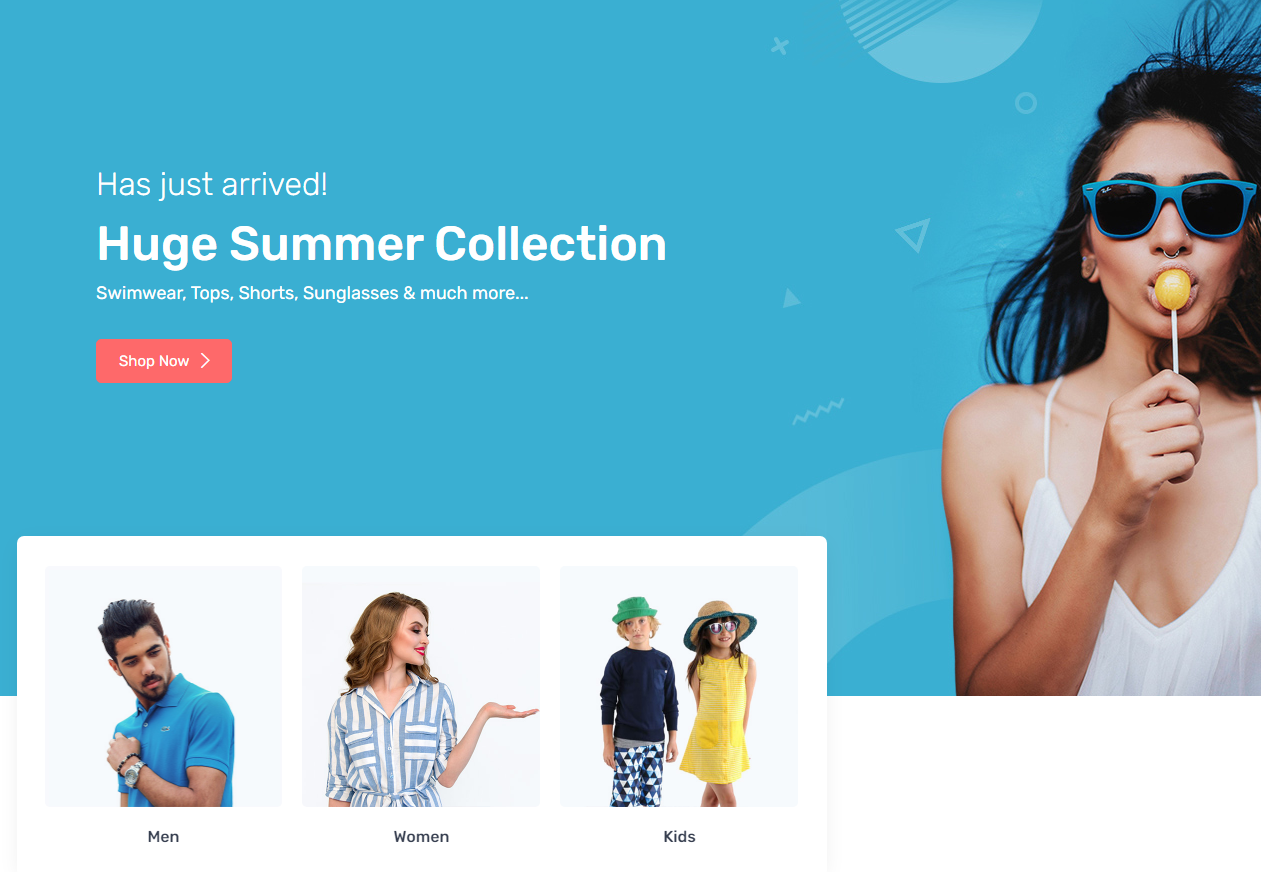 Has just arrived!
Huge Summer Collection
Swimwear, Tops, Shorts, Sunglasses & much more...
Shop Now
Men
Women
Kids